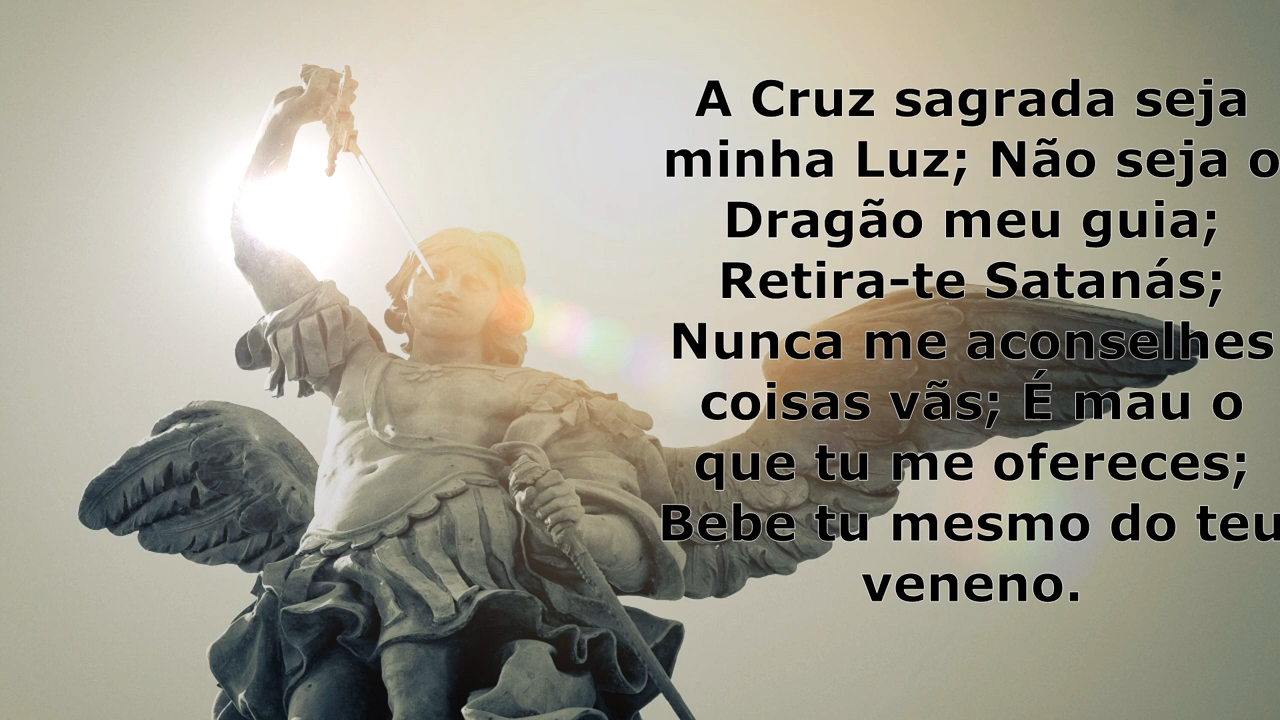 A Cruz sagrada seja
minha Luz; Não seja o
Dragão meu guia;
Retira-te Satanás;
Nunca me aconselhes
coisas vãs; É mau o
que tu me ofereces;
Bebe tu mesmo do teu
veneno.